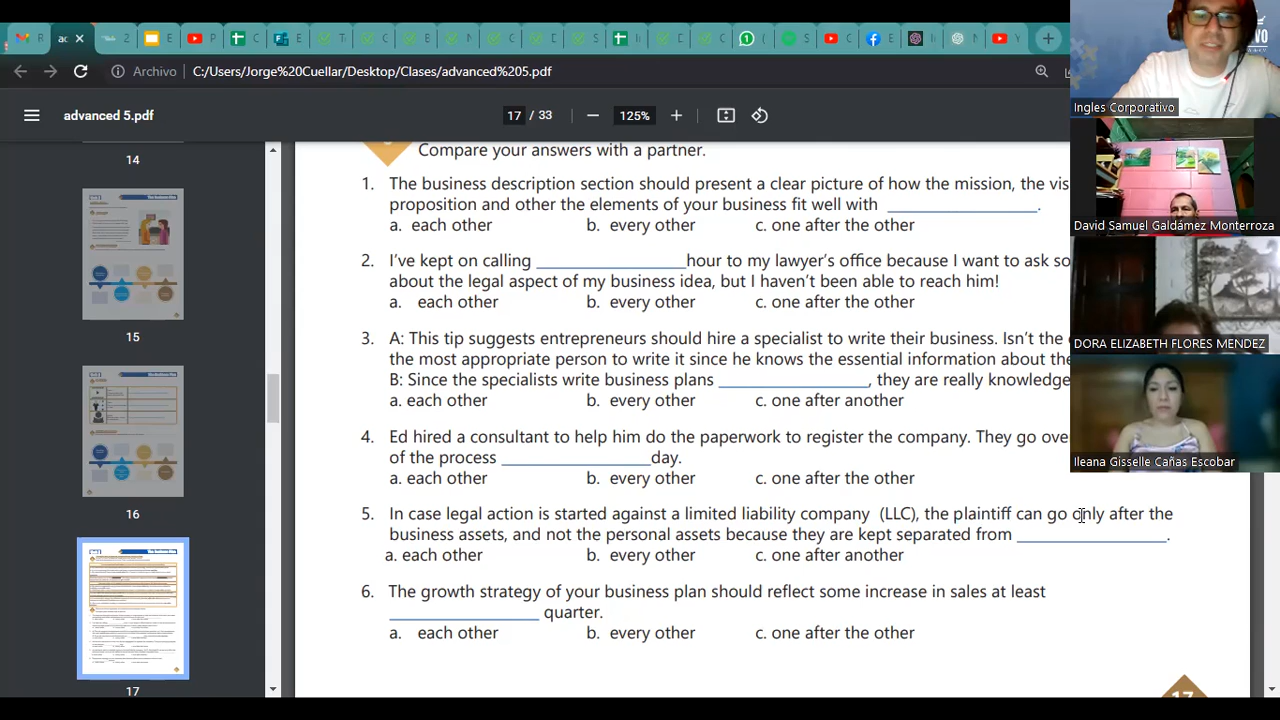 Archivo
C:/Users/Jorge%20Cuellar/Desktop/Clases/advanced%205.pdf
advanced 5.pdf
17 / 33
125%
14
15
16
17
Compare your answers with a partner.
1. The business description section should present a clear picture of how the mission, the vis
proposition and other the elements of your business fit well with ____________.
a. each other b. every other c. one after the other
2. I've kept on calling ____________ hour to my lawyer's office because I want to ask so
about the legal aspect of my business idea, but I haven't been able to reach him!
a. each other b. every other c. one after the other
3. A: This tip suggests entrepreneurs should hire a specialist to write their business. Isn't the
the most appropriate person to write it since he knows the essential information about the
B: Since the specialists write business plans ____________, they are really knowledge
a. each other b. every other c. one after another
4. Ed hired a consultant to help him do the paperwork to register the company. They go ove
of the process ____________ day.
a. each other b. every other c. one after the other
5. In case legal action is started against a limited liability company (LLC), the plaintiff can go only after the
business assets, and not the personal assets because they are kept separated from ____________.
a. each other b. every other c. one after another
6. The growth strategy of your business plan should reflect some increase in sales at least
____________ quarter.
a. each other b. every other c. one after the other
17
Ingles Corporativo
David Samuel Galdámez Monterroza
DORA ELIZABETH FLORES MENDEZ
Ileana Gisselle Cañas Escobar